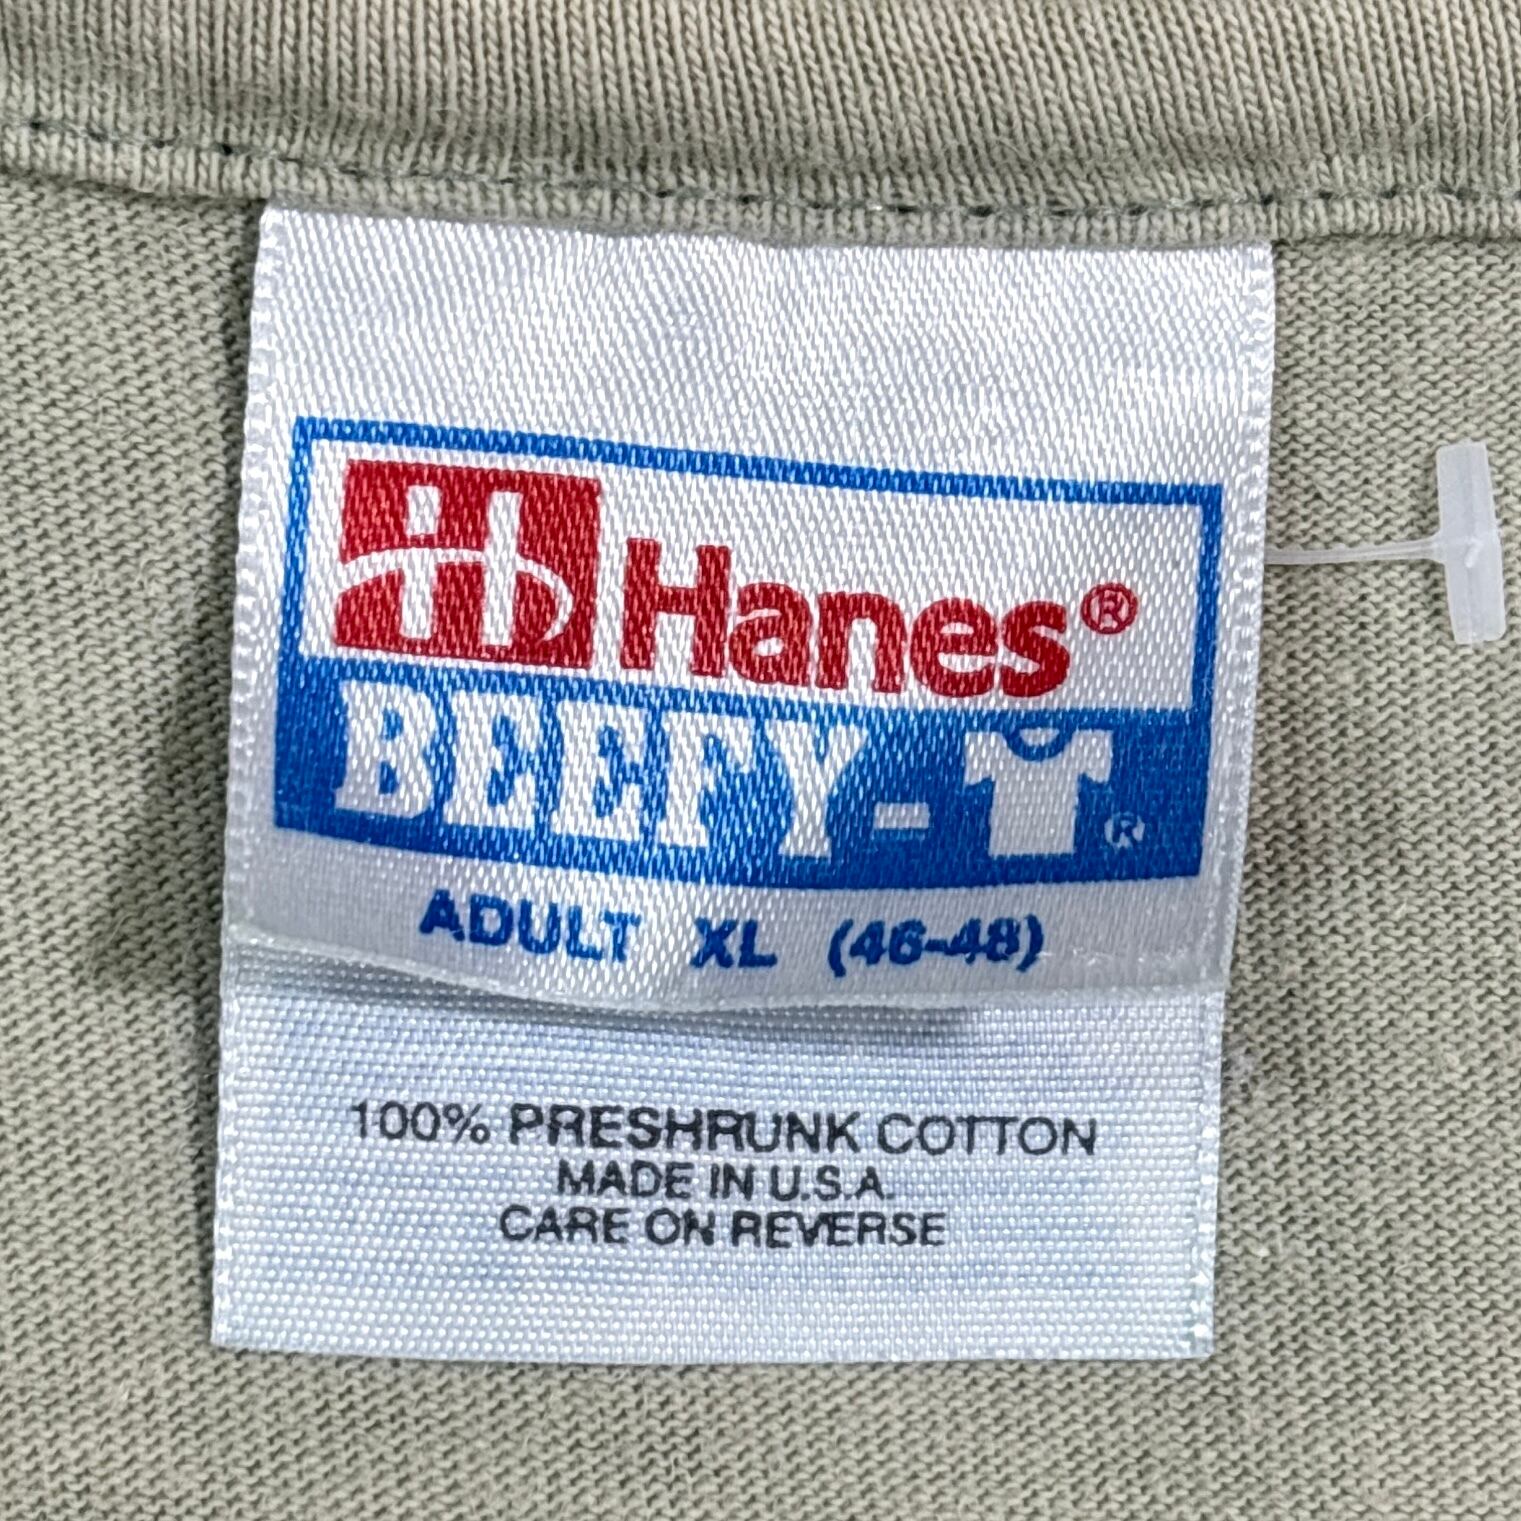 Hanes®
BEEFY-T®
ADULT XL (46-48)
100% PRESHRUNK COTTON
MADE IN U.S.A.
CARE ON REVERSE